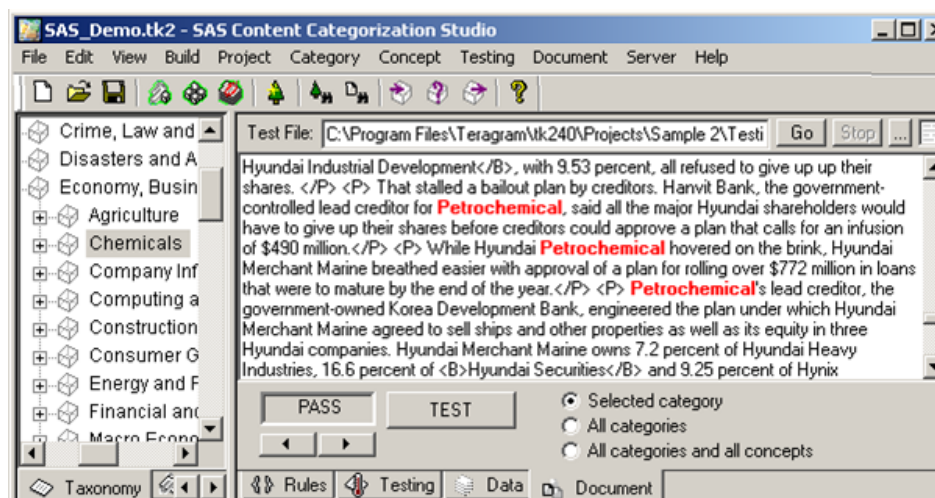 SAS_Demo.tk2 - SAS Content Categorization Studio
File Edit View Build Project Category Concept Testing Document Server Help
Crime, Law and
Disasters and A
Economy, Busin
Agriculture
Chemicals
Company Inf
Computing a
Construction
Consumer G
Energy and F
Financial and
Macro Econo
Taxonomy
Test File: C:\Program Files\Teragram\tk240\Projects\Sample 2\Testi Go Stop ...
Hyundai Industrial Development</B>, with 9.53 percent, all refused to give up up their
shares. </P> <P> That stalled a bailout plan by creditors. Hanvit Bank, the government-
controlled lead creditor for Petrochemical, said all the major Hyundai shareholders would
have to give up their shares before creditors could approve a plan that calls for an infusion
of $490 million.</P> <P> While Hyundai Petrochemical hovered on the brink, Hyundai
Merchant Marine breathed easier with approval of a plan for rolling over $772 million in loans
that were to mature by the end of the year.</P> <P> Petrochemical's lead creditor, the
government-owned Korea Development Bank, engineered the plan under which Hyundai
Merchant Marine agreed to sell ships and other properties as well as its equity in three
Hyundai companies. Hyundai Merchant Marine owns 7.2 percent of Hyundai Heavy
Industries, 16.6 percent of <B>Hyundai Securities</B> and 9.25 percent of Hynix
PASS TEST
Selected category
All categories
All categories and all concepts
Rules Testing Data Document